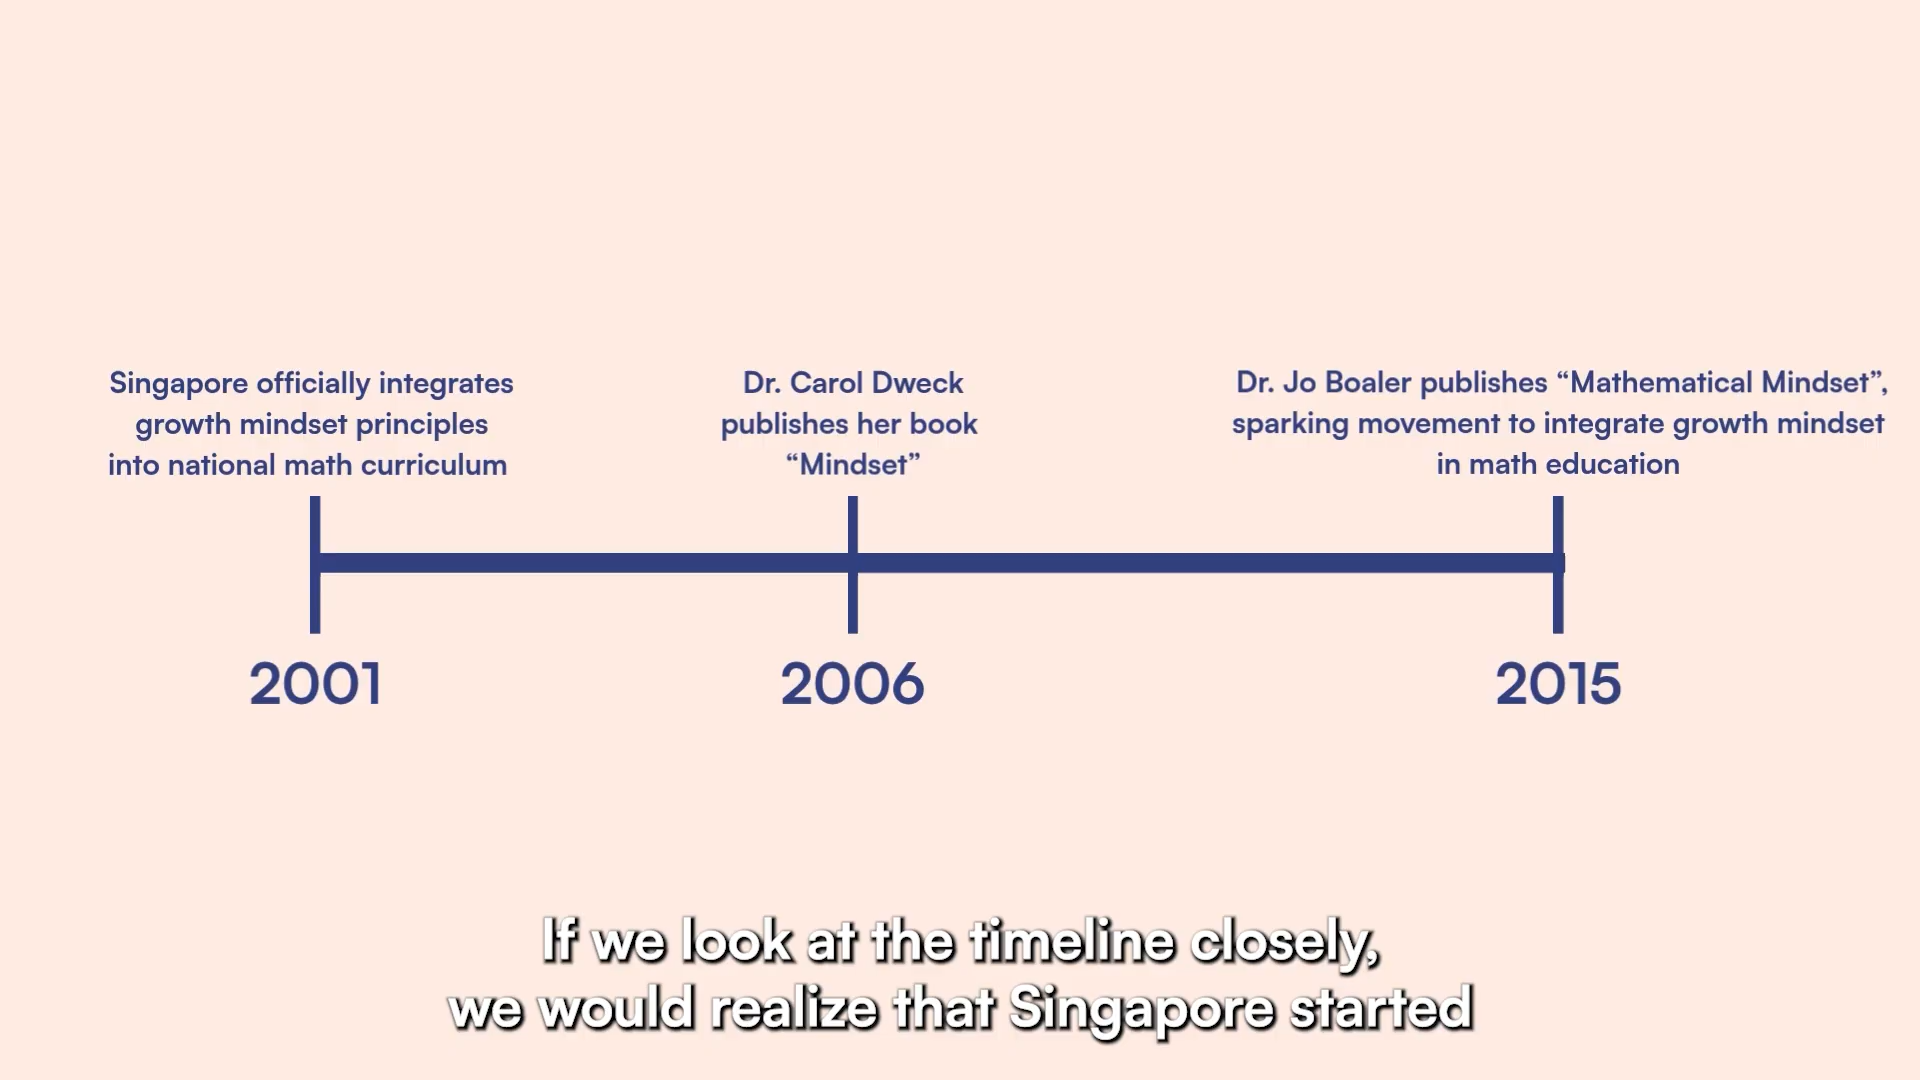 Singapore officially integrates
growth mindset principles
into national math curriculum
Dr. Carol Dweck
publishes her book
“Mindset”
Dr. Jo Boaler publishes “Mathematical Mindset”,
sparking movement to integrate growth mindset
in math education
2001
2006
2015
If we look at the timeline closely,
we would realize that Singapore started